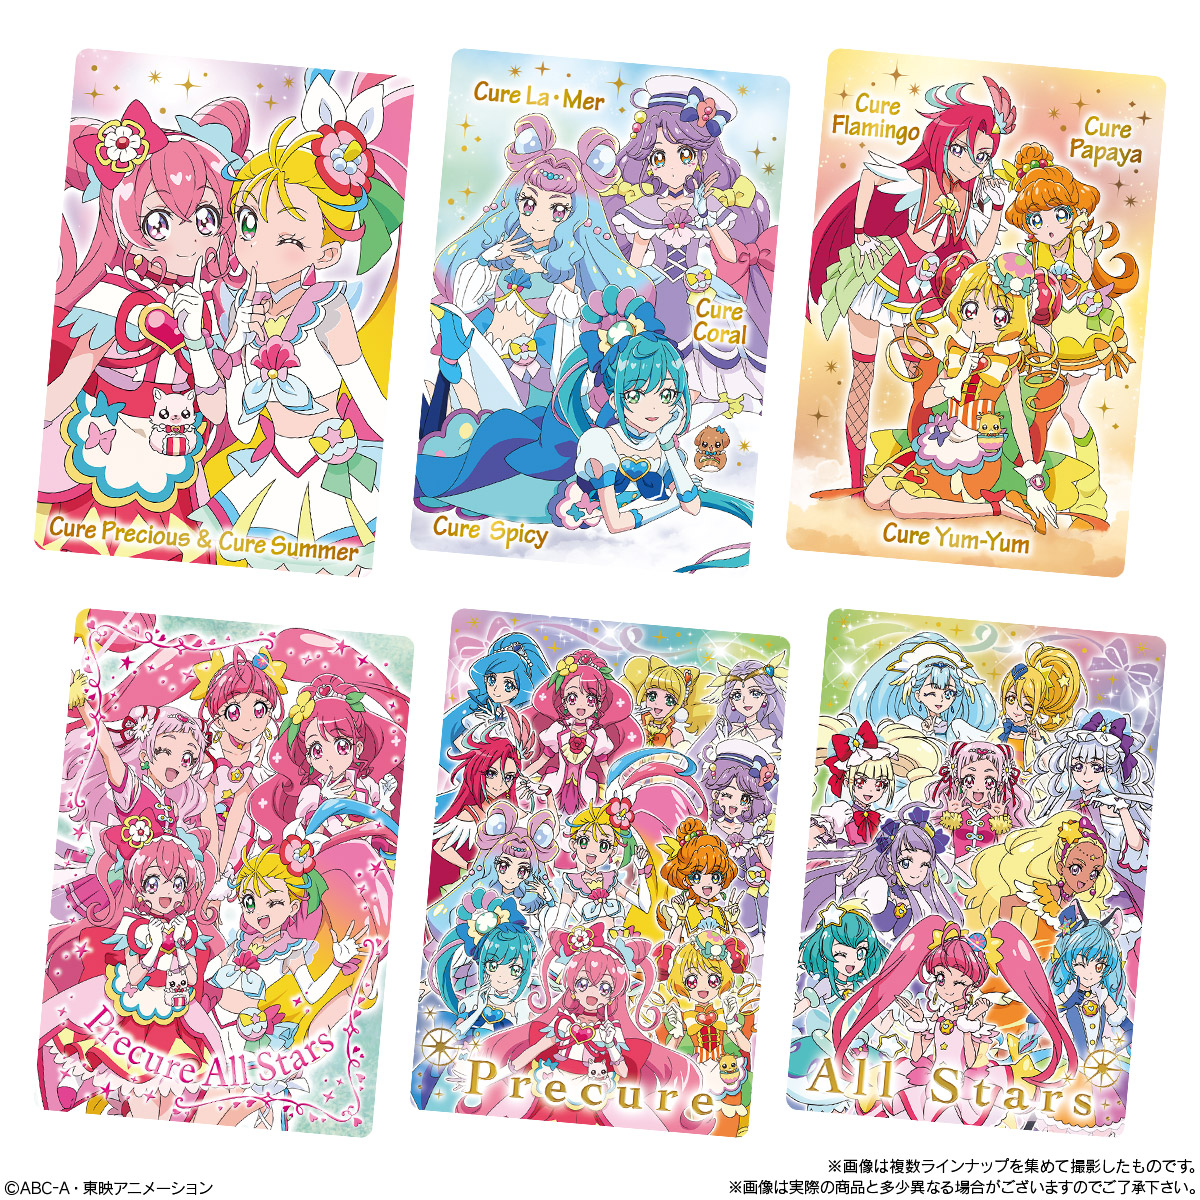 Cure Precious & Cure Summer
Cure La・Mer
Cure
Coral
Cure Spicy
Cure
Flamingo
Cure
Papaya
Cure Yum-Yum
Precure All Stars
Precure
All Stars
※画像は複数ラインナップを集めて撮影したものです。
©ABC-A・東映アニメーション
※画像は実際の商品と多少異なる場合がございますのでご了承下さい。